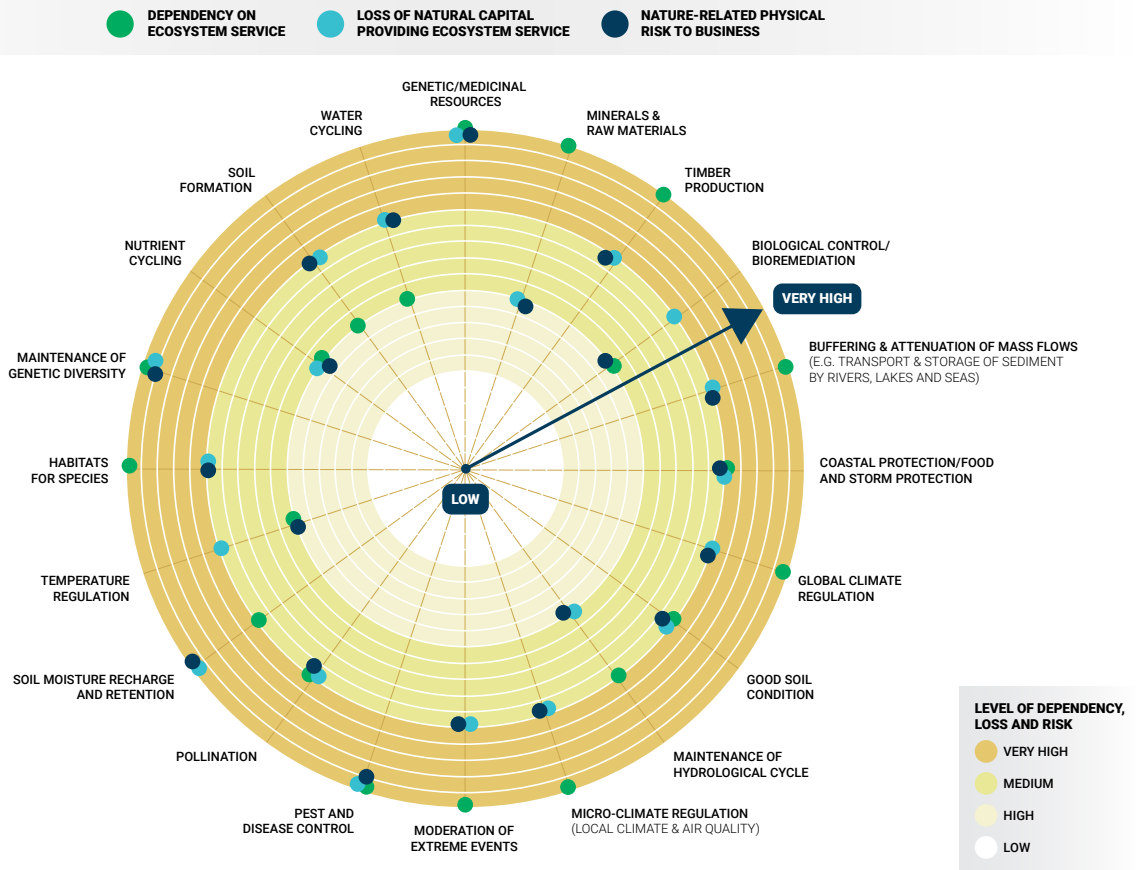 DEPENDENCY ON
ECOSYSTEM SERVICE
LOSS OF NATURAL CAPITAL
PROVIDING ECOSYSTEM SERVICE
NATURE-RELATED PHYSICAL
RISK TO BUSINESS
GENETIC/MEDICINAL
RESOURCES
MINERALS &
RAW MATERIALS
TIMBER
PRODUCTION
BIOLOGICAL CONTROL/
BIOREMEDIATION
VERY HIGH
BUFFERING & ATTENUATION OF MASS FLOWS
(E.G. TRANSPORT & STORAGE OF SEDIMENT
BY RIVERS, LAKES AND SEAS)
COASTAL PROTECTION/FOOD
AND STORM PROTECTION
GLOBAL CLIMATE
REGULATION
GOOD SOIL
CONDITION
MAINTENANCE OF
HYDROLOGICAL CYCLE
MICRO-CLIMATE REGULATION
(LOCAL CLIMATE & AIR QUALITY)
MODERATION OF
EXTREME EVENTS
PEST AND
DISEASE CONTROL
POLLINATION
SOIL MOISTURE RECHARGE
AND RETENTION
TEMPERATURE
REGULATION
HABITATS
FOR SPECIES
MAINTENANCE OF
GENETIC DIVERSITY
NUTRIENT
CYCLING
SOIL
FORMATION
WATER
CYCLING
LOW
LEVEL OF DEPENDENCY,
LOSS AND RISK
VERY HIGH
MEDIUM
HIGH
LOW